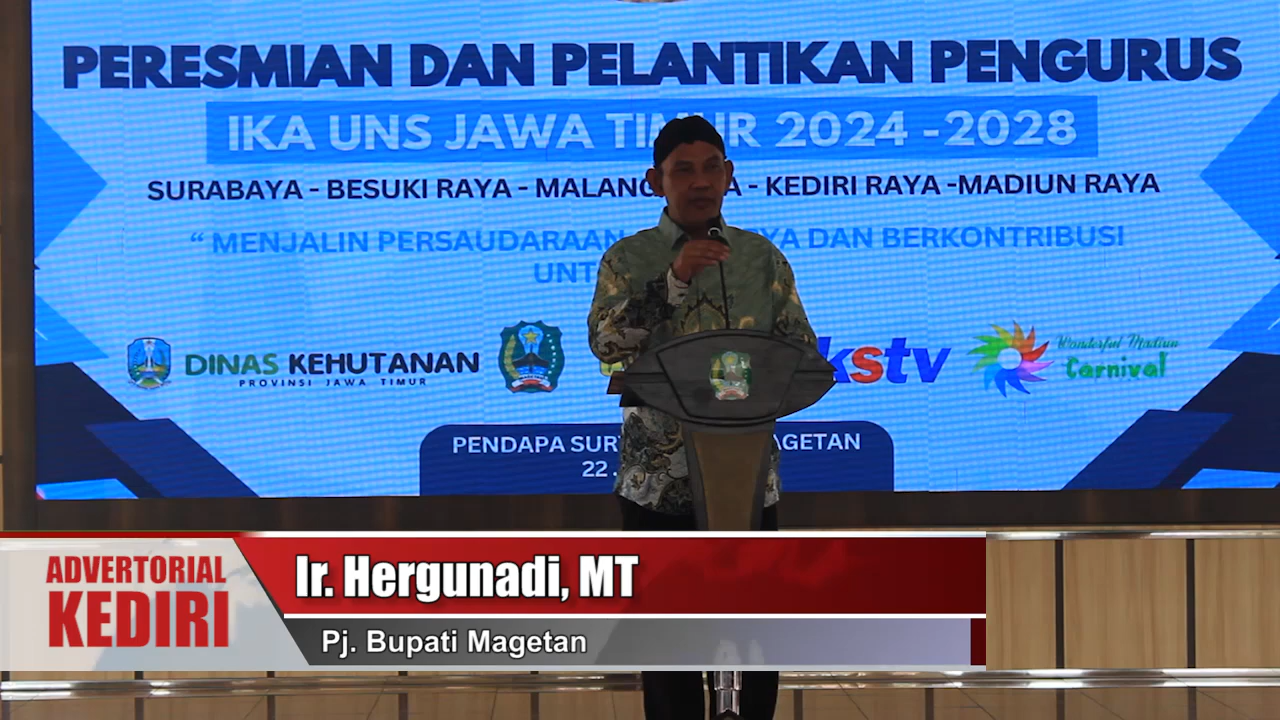 PERESMIAN DAN PELANTIKAN PENGURUS
IKA UNS JAWA TIMUR 2024 -2028
SURABAYA - BESUKI RAYA - MALANG - KEDIRI RAYA -MADIUN RAYA
“ MENJALIN PERSAUDARAAN DAN BERKONTRIBUSI
DINAS KEHUTANAN
PROVINSI JAWA TIMUR
kstv
Wonderful Madiun
Carnival
PENDAPA
22
ADVERTORIAL
KEDIRI
Ir. Hergunadi, MT
Pj. Bupati Magetan